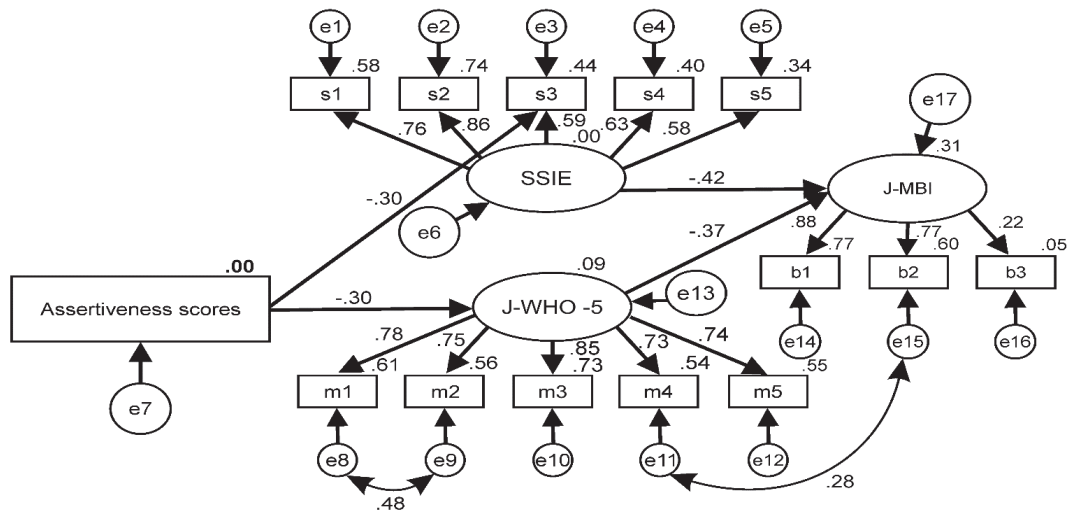 e1 e2 e3 e4 e5
.58 .74 .44 .40 .34
s1 s2 s3 s4 s5
e17
.76 .86 .59 .63 .58
.00
.31
SSIE
J-MBI
-.30
-.42
e6
-.37
.88 .77 .22
.77 .60 .05
b1 b2 b3
.00
.09
e13
Assertiveness scores
-.30
J-WHO -5
.78 .75 .85 .73 .74
.61 .56 .73 .54 .55
e14 e15 e16
m1 m2 m3 m4 m5
e7
e8 e9 e10 e11 e12
.48
.28